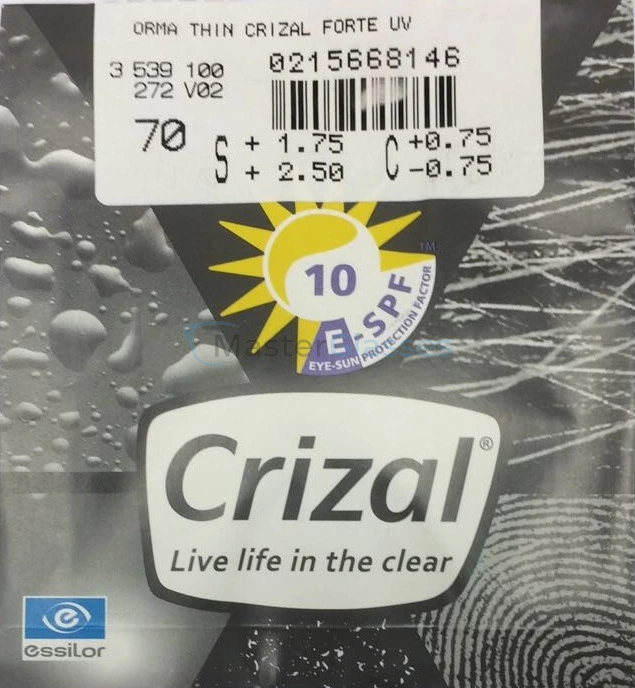 ORMA THIN CRIZAL FORTE UV
3 539 100
272 V02
0215668146
70
S + 1.75 C +0.75
+ 2.50 -0.75
TM
10
E-SPF
EYE-SUN PROTECTION FACTOR
Master
Crizal®
Live life in the clear
essilor